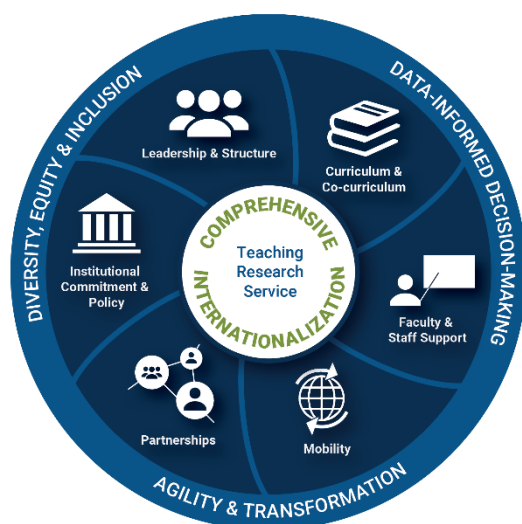 DIVERSITY, EQUITY & INCLUSION
DATA-INFORMED DECISION-MAKING
AGILITY & TRANSFORMATION
Leadership & Structure
Curriculum &
Co-curriculum
Institutional
Commitment &
Policy
COMPREHENSIVE
Teaching
Research
Service
INTERNATIONALIZATION
Faculty &
Staff Support
Partnerships
Mobility